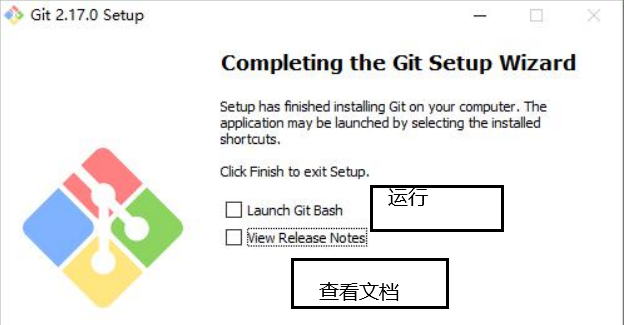 Git 2.17.0 Setup
Completing the Git Setup Wizard
Setup has finished installing Git on your computer. The
application may be launched by selecting the installed
shortcuts.
Click Finish to exit Setup.
Launch Git Bash
运行
View Release Notes
查看文档